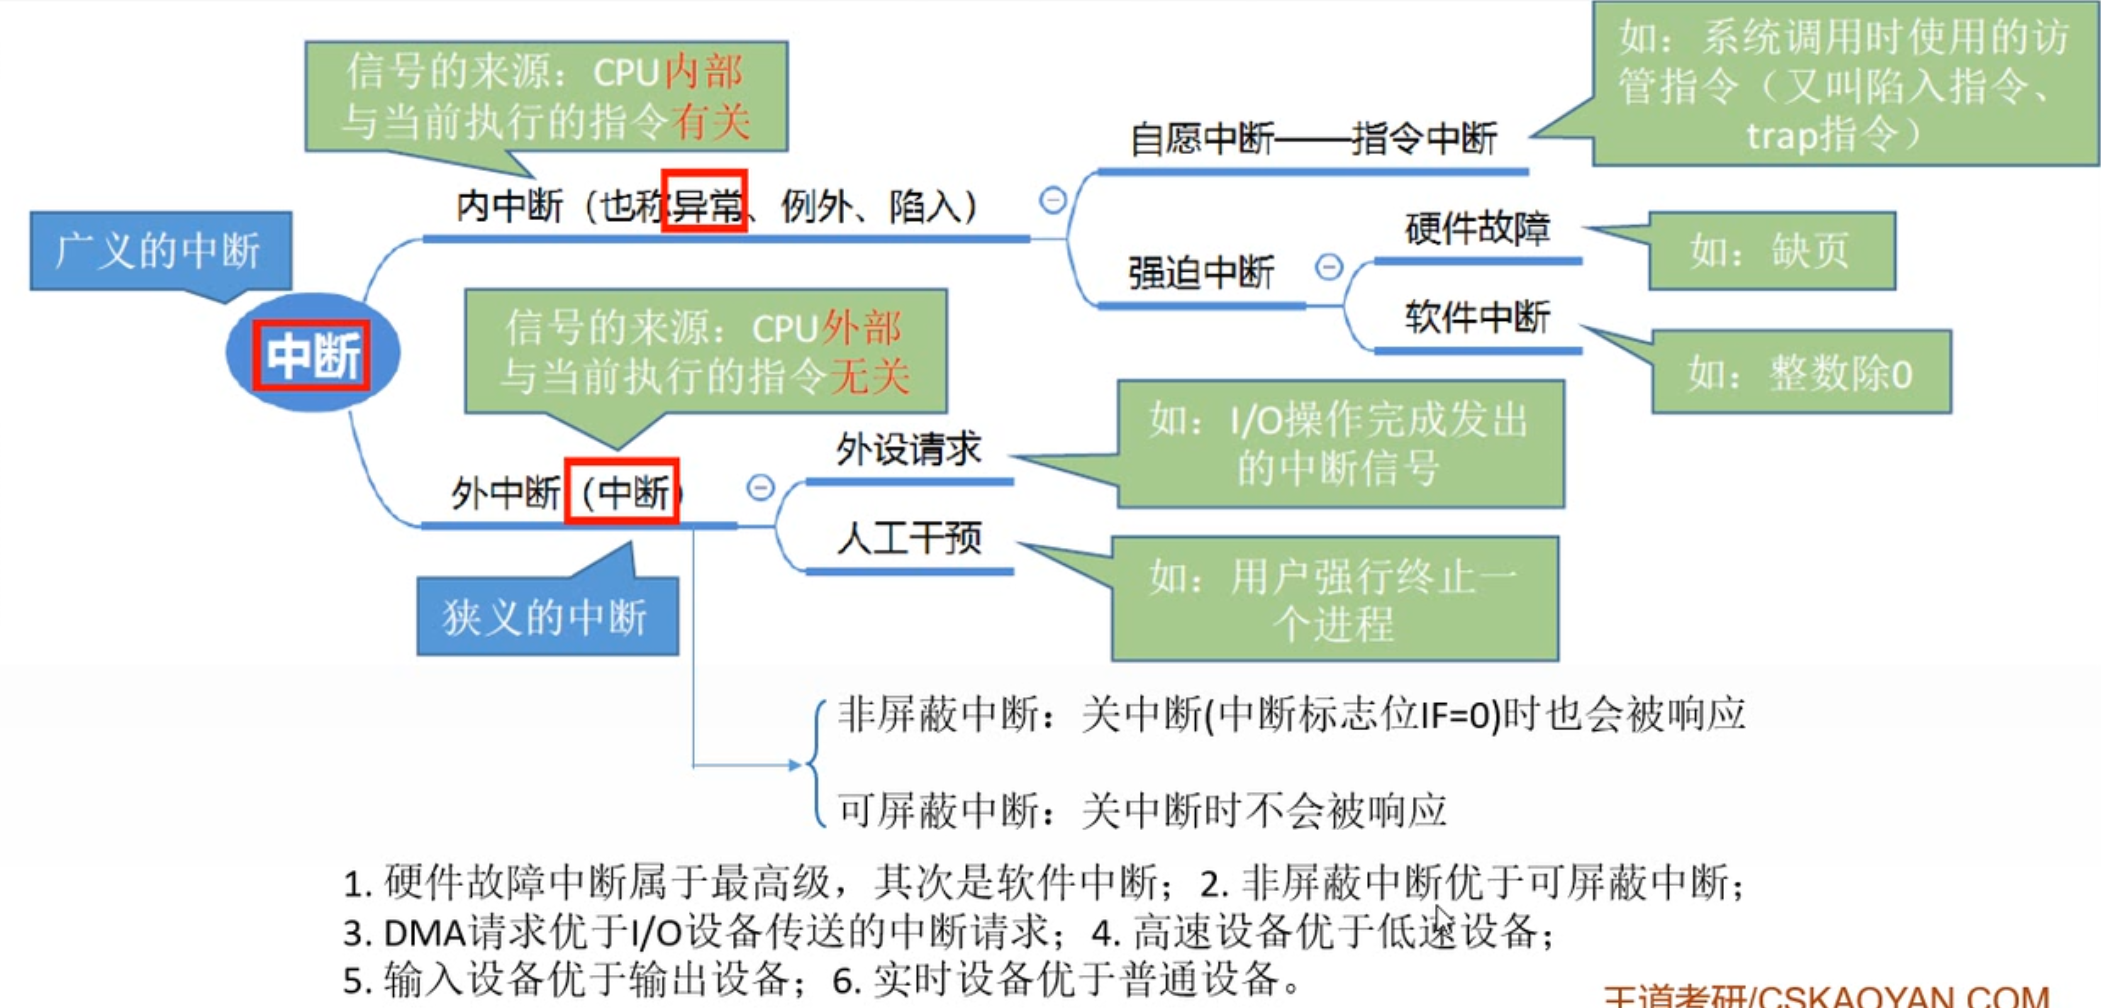 信号的来源：CPU内部
与当前执行的指令有关
如：系统调用时使用的访
管指令（又叫陷入指令、
trap指令）
自愿中断——指令中断
内中断（也称异常、例外、陷入）
广义的中断
硬件故障
如：缺页
强迫中断
软件中断
如：整数除0
中断
信号的来源：CPU外部
与当前执行的指令无关
外设请求
如：I/O操作完成发出
的中断信号
外中断（中断）
人工干预
如：用户强行终止一
个进程
狭义的中断
非屏蔽中断：关中断(中断标志位IF=0)时也会被响应
可屏蔽中断：关中断时不会被响应
1. 硬件故障中断属于最高级，其次是软件中断；2. 非屏蔽中断优于可屏蔽中断；
3. DMA请求优于I/O设备传送的中断请求；4. 高速设备优于低速设备；
5. 输入设备优于输出设备；6. 实时设备优于普通设备。
王道考研/CSKAOYAN.COM